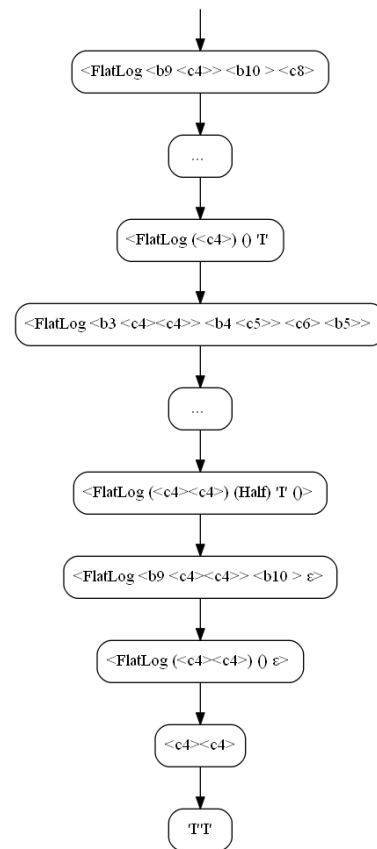 <FlatLog <b9 <c4>> <b10 > <c8>
...
<FlatLog (<c4>) () 'I'
<FlatLog <b3 <c4><c4>> <b4 <c5>> <c6> <b5>>
...
<FlatLog (<c4><c4>) (Half) 'I' ()>
<FlatLog <b9 <c4><c4>> <b10 > ε>
<FlatLog (<c4><c4>) () ε>
<c4><c4>
'I''I'